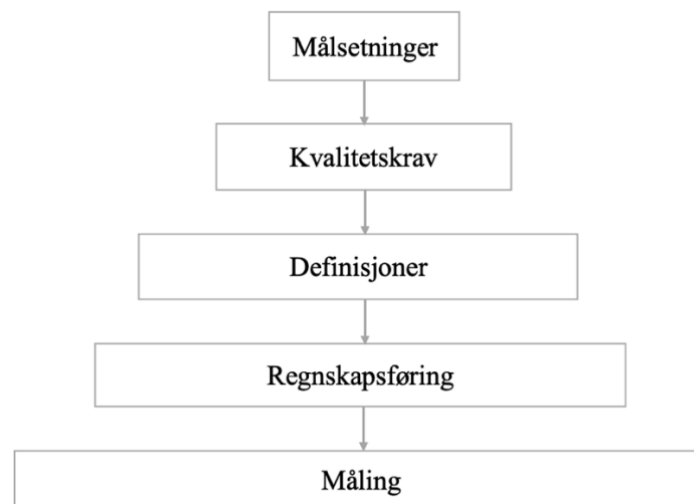 Målsetninger
Kvalitetskrav
Definisjoner
Regnskapsføring
Måling